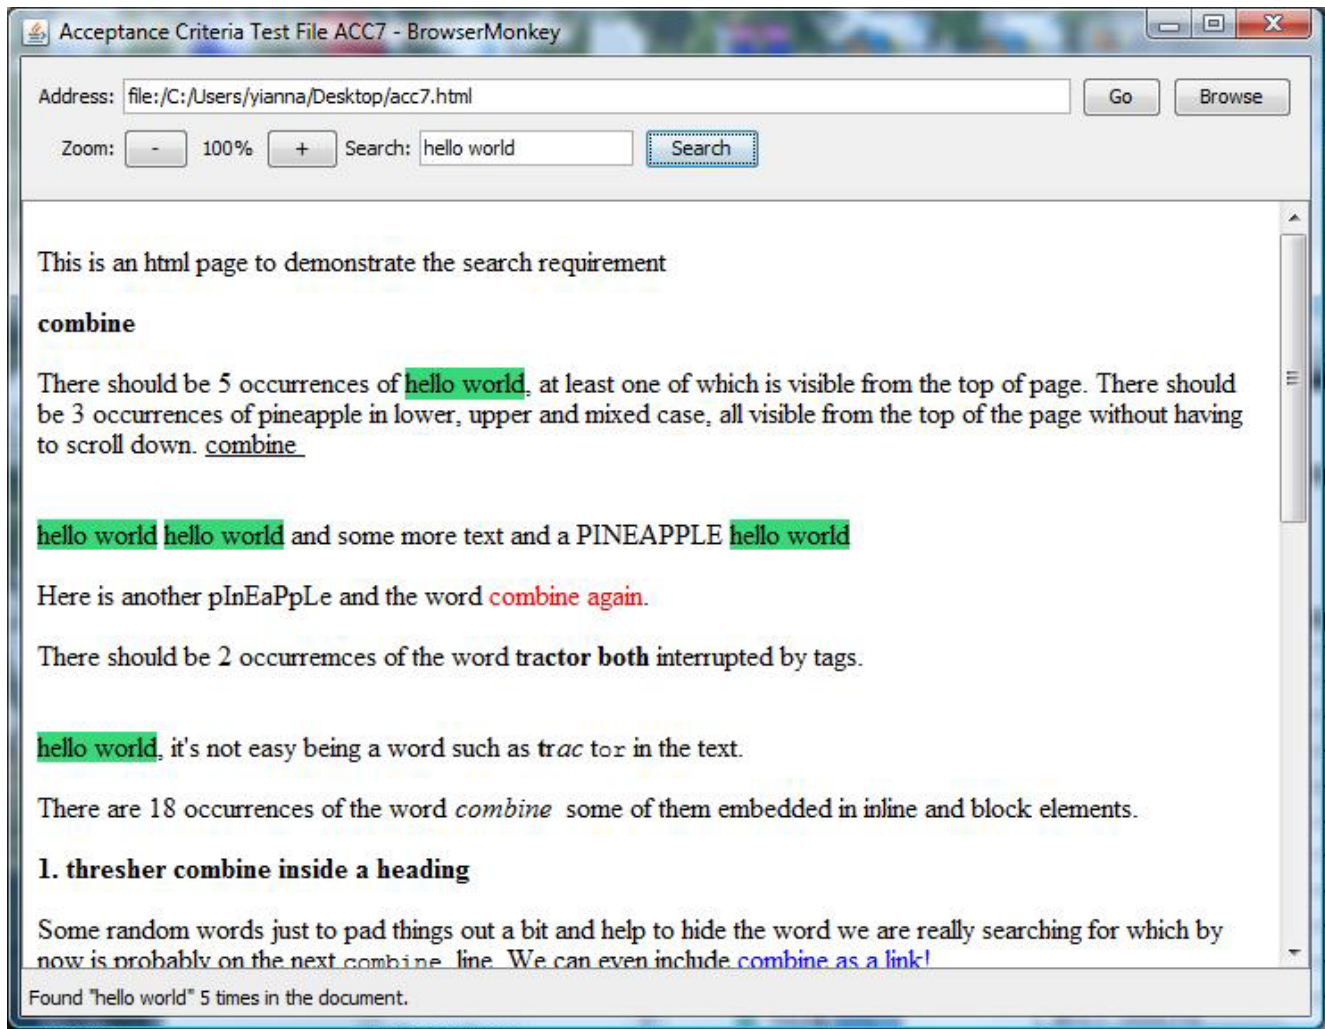 Acceptance Criteria Test File ACC7 - BrowserMonkey
Address: file:/C:/Users/yianna/Desktop/acc7.html Go Browse
Zoom: - 100% + Search: hello world Search
This is an html page to demonstrate the search requirement
combine
There should be 5 occurrences of hello world, at least one of which is visible from the top of page. There should
be 3 occurrences of pineapple in lower, upper and mixed case, all visible from the top of the page without having
to scroll down. combine
hello world hello world and some more text and a PINEAPPLE hello world
Here is another pInEaPpLe and the word combine again.
There should be 2 occurremces of the word tractor both interrupted by tags.
hello world, it's not easy being a word such as trac tor in the text.
There are 18 occurrences of the word combine some of them embedded in inline and block elements.
1. thresher combine inside a heading
Some random words just to pad things out a bit and help to hide the word we are really searching for which by
now is probably on the next combine line. We can even include combine as a link!
Found "hello world" 5 times in the document.